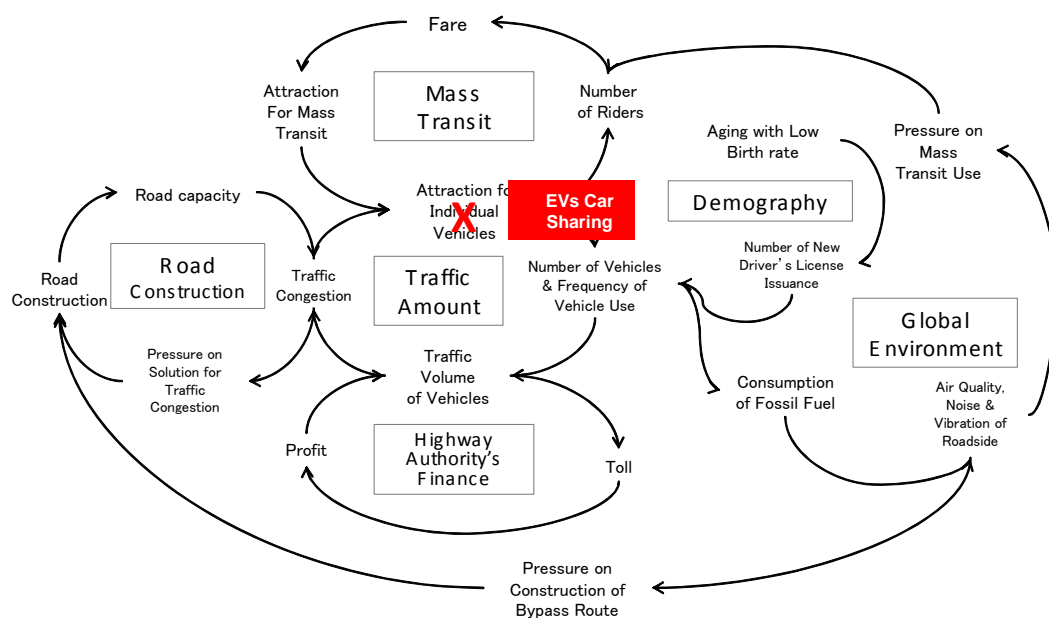 Fare
Attraction
For Mass
Transit
Mass
Transit
Number
of Riders
Aging with Low
Birth rate
Pressure on
Mass
Transit Use
Road capacity
Attraction for
Individual
Vehicles
X
EVs Car
Sharing
Demography
Number of New
Driver's License
Issuance
Road
Construction
Road
Construction
Traffic
Congestion
Traffic
Amount
Number of Vehicles
& Frequency of
Vehicle Use
Global
Environment
Pressure on
Solution for
Traffic
Congestion
Traffic
Volume
of Vehicles
Consumption
of Fossil Fuel
Air Quality,
Noise &
Vibration of
Roadside
Profit
Highway
Authority's
Finance
Toll
Pressure on
Construction of
Bypass Route